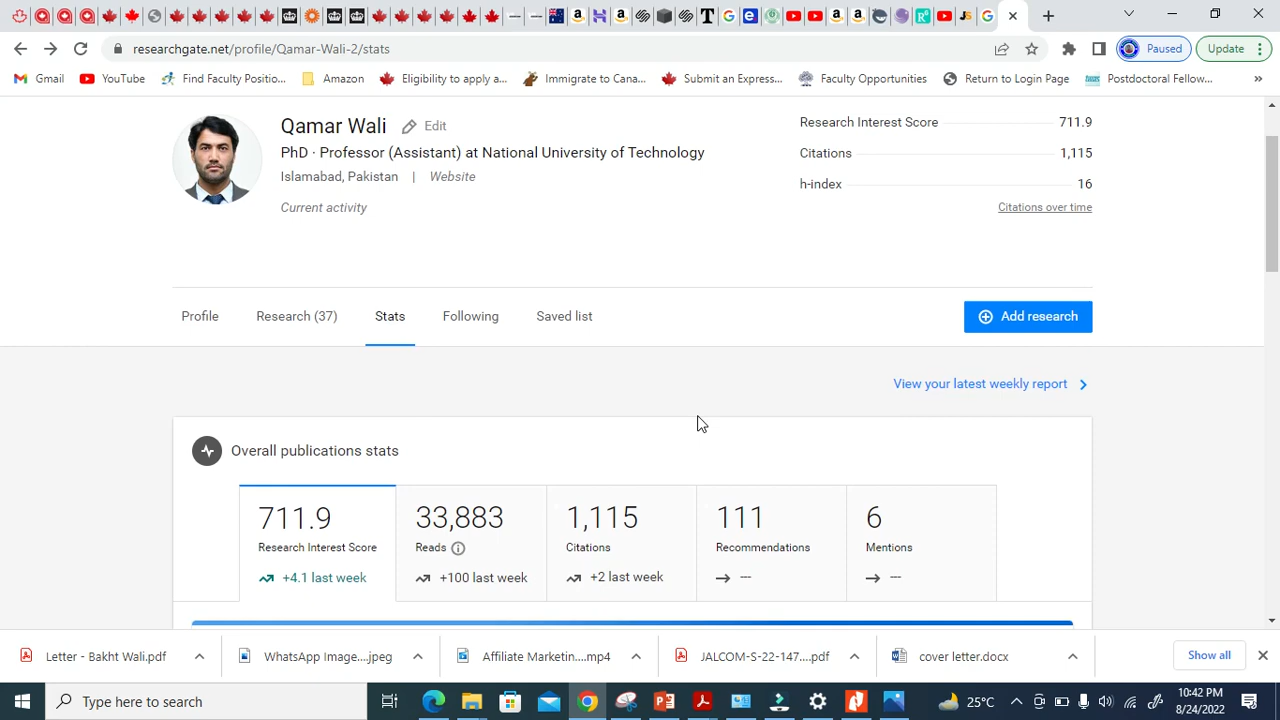 researchgate.net/profile/Qamar-Wali-2/stats
Paused
Update
Gmail
YouTube
Find Faculty Positio...
Amazon
Eligibility to apply a...
Immigrate to Cana...
Submit an Express...
Faculty Opportunities
Return to Login Page
Postdoctoral Fellow...
Qamar Wali
Edit
PhD · Professor (Assistant) at National University of Technology
Islamabad, Pakistan | Website
Current activity
Research Interest Score 711.9
Citations 1,115
h-index 16
Citations over time
Profile
Research (37)
Stats
Following
Saved list
Add research
View your latest weekly report
Overall publications stats
711.9
Research Interest Score
+4.1 last week
33,883
Reads
+100 last week
1,115
Citations
+2 last week
111
Recommendations
---
6
Mentions
---
Letter - Bakht Wali.pdf
WhatsApp Image....jpeg
Affiliate Marketin....mp4
JALCOM-S-22-147....pdf
cover letter.docx
Show all
Type here to search
25°C
10:42 PM
8/24/2022